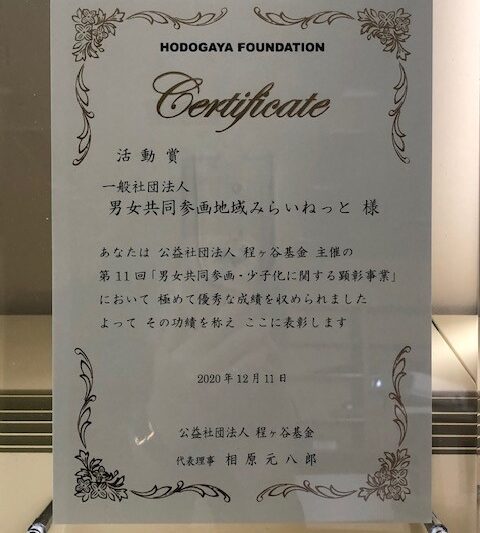 HODOGAYA FOUNDATION
Certificate
活動賞
一般社団法人
男女共同参画地域みらいねっと 様
あなたは 公益社団法人 程ヶ谷基金 主催の
第11回「男女共同参画・少子化に関する顕彰事業」
において 極めて優秀な成績を収められました
よって その功績を称え ここに表彰します
2020年12月11日
公益社団法人 程ヶ谷基金
代表理事 相原元八郎